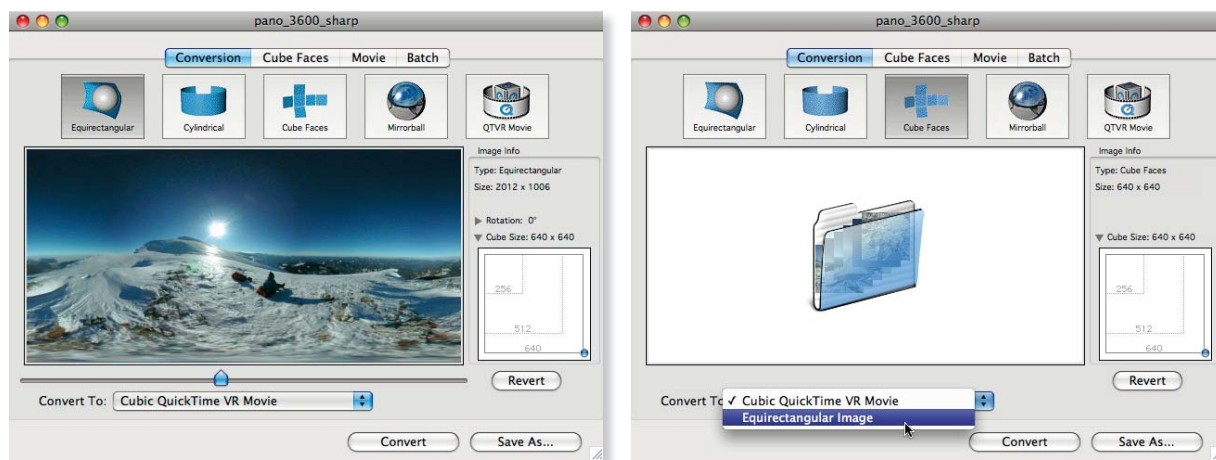 pano_3600_sharp
Conversion Cube Faces Movie Batch
Equirectangular Cylindrical Cube Faces Mirrorball QTVR Movie
Image Info
Type: Equirectangular
Size: 2012 x 1006
Rotation: 0°
Cube Size: 640 x 640
256
512
640
Revert
Convert To: Cubic QuickTime VR Movie
Convert Save As...
pano_3600_sharp
Conversion Cube Faces Movie Batch
Equirectangular Cylindrical Cube Faces Mirrorball QTVR Movie
Image Info
Type: Cube Faces
Size: 640 x 640
Cube Size: 640 x 640
256
512
640
Revert
Convert To ✓ Cubic QuickTime VR Movie
Equirectangular Image
Convert Save As...